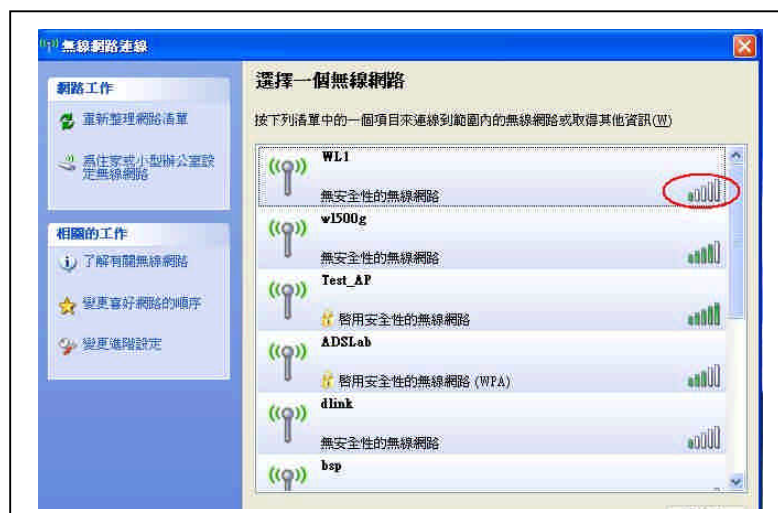 無線網路連線
網路工作
重新整理網路清單
為住家或小型辦公室設
定無線網路
相關的工作
了解有關無線網路
變更喜好網路的順序
變更進階設定
選擇一個無線網路
按下列清單中的一個項目來連線到範圍內的無線網路或取得其他資訊(W)
WL1
無安全性的無線網路
wl500g
無安全性的無線網路
Test_AP
啓用安全性的無線網路
ADSLab
啓用安全性的無線網路 (WPA)
dlink
無安全性的無線網路
bsp